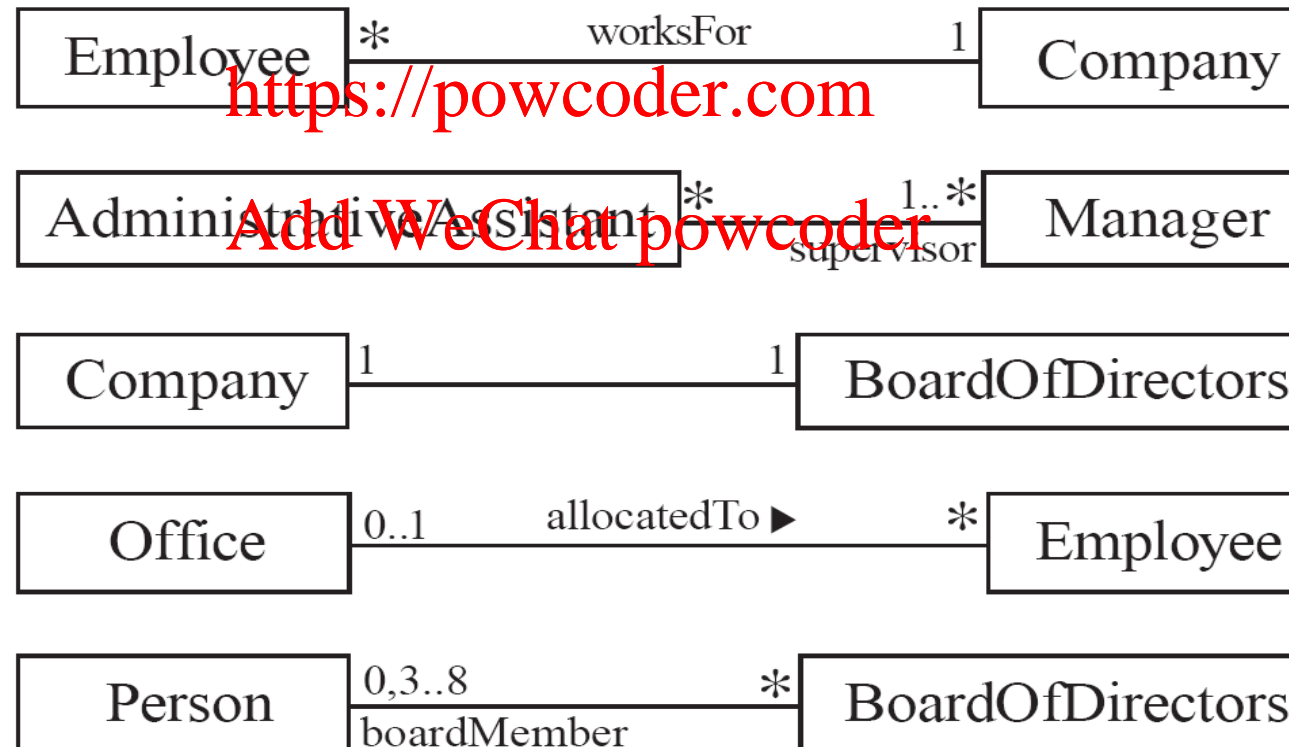 Employee * worksFor 1 Company
https://powcoder.com
AdministrativeAssistant * 1..* Manager
Add WeChat powcoder
supervisor
Company 1 1 BoardOfDirectors
Office 0..1 allocatedTo ▶ * Employee
Person 0,3..8 * BoardOfDirectors
boardMember